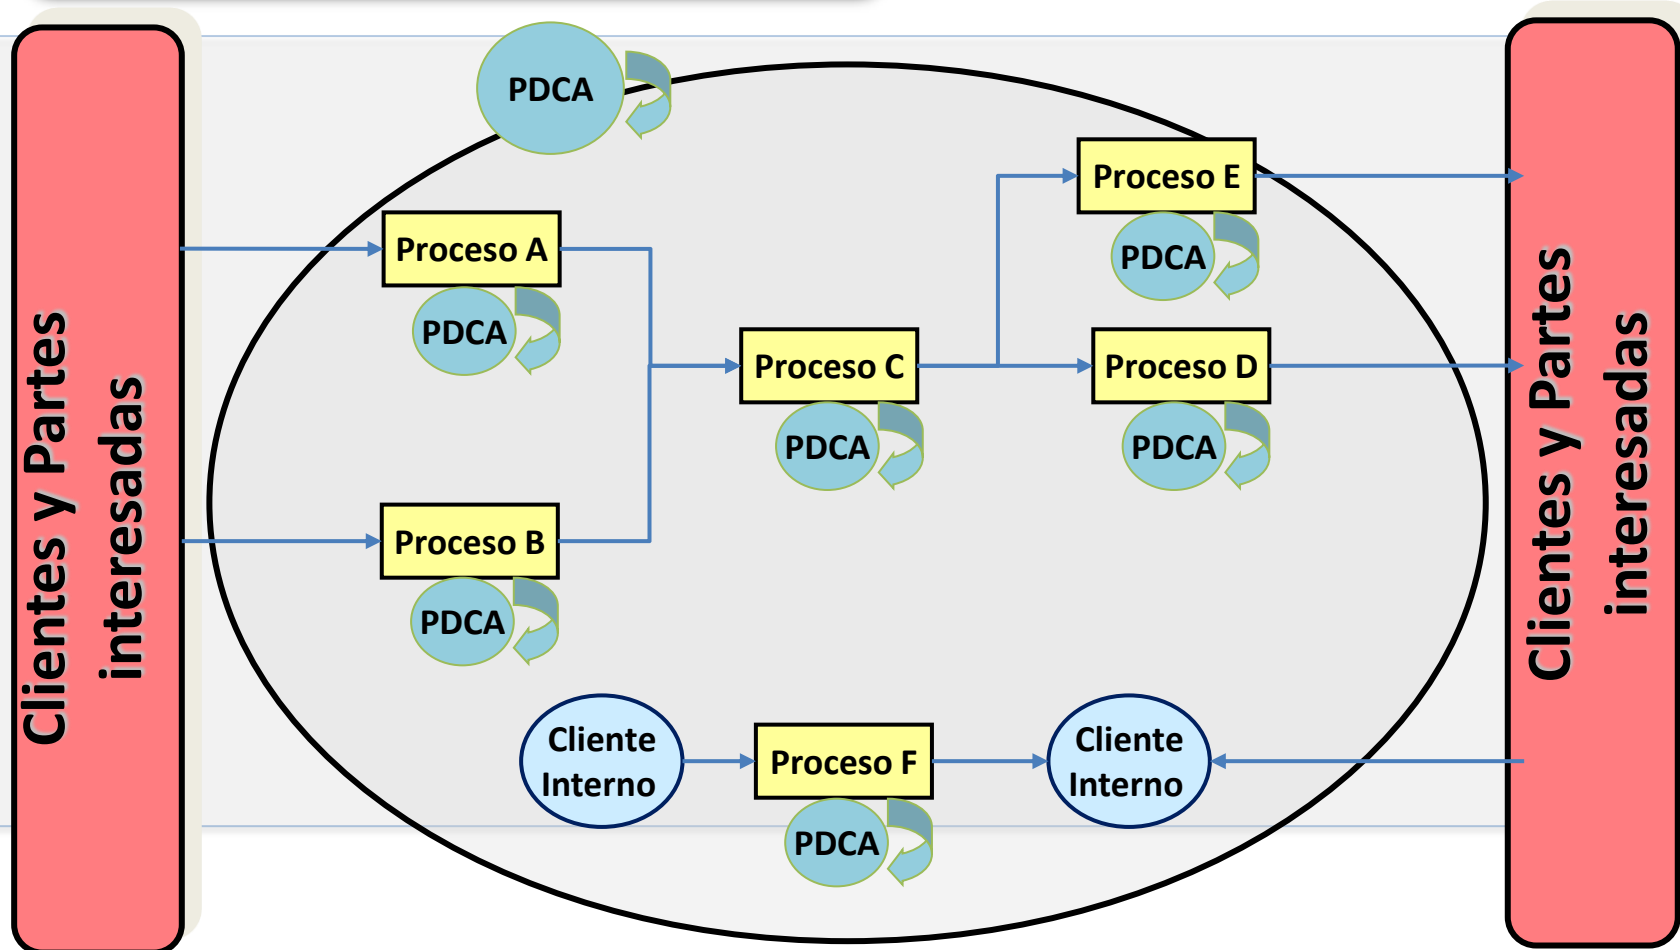 Clientes y Partes
interesadas
PDCA
Proceso A
PDCA
Proceso B
PDCA
Proceso C
PDCA
Proceso E
PDCA
Proceso D
PDCA
Cliente
Interno
Proceso F
PDCA
Cliente
Interno
Clientes y Partes
interesadas